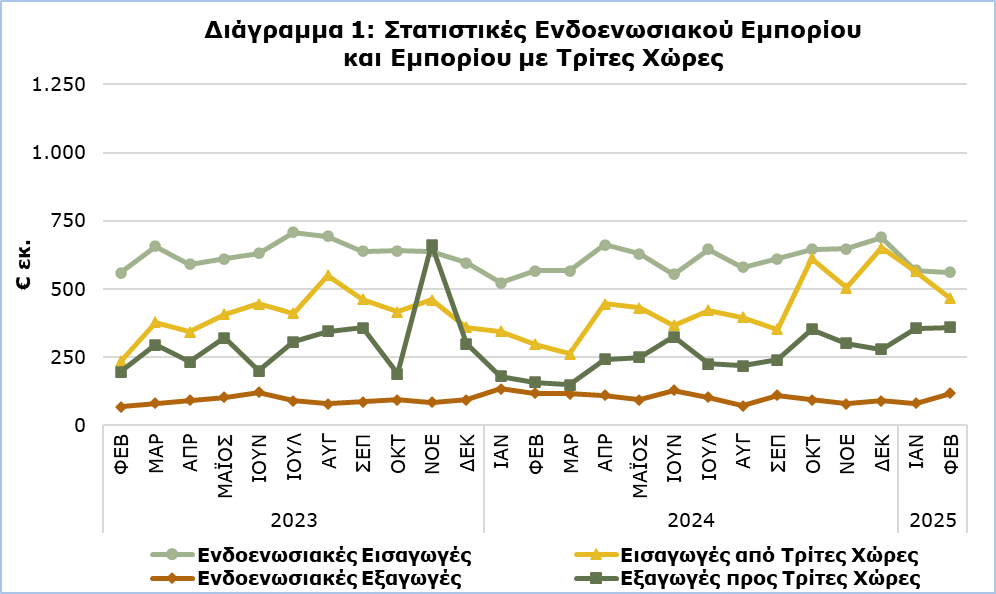 Διάγραμμα 1: Στατιστικές Ενδοενωσιακού Εμπορίου
και Εμπορίου με Τρίτες Χώρες
€ εκ.
1.250
1.000
750
500
250
0
ΦΕΒ ΜΑΡ ΑΠΡ ΜΑΪΟΣ ΙΟΥΝ ΙΟΥΛ ΑΥΓ ΣΕΠ ΟΚΤ ΝΟΕ ΔΕΚ ΙΑΝ ΦΕΒ ΜΑΡ ΑΠΡ ΜΑΪΟΣ ΙΟΥΝ ΙΟΥΛ ΑΥΓ ΣΕΠ ΟΚΤ ΝΟΕ ΔΕΚ ΙΑΝ ΦΕΒ
2023 2024 2025
Ενδοενωσιακές Εισαγωγές Εισαγωγές από Τρίτες Χώρες
Ενδοενωσιακές Εξαγωγές Εξαγωγές προς Τρίτες Χώρες